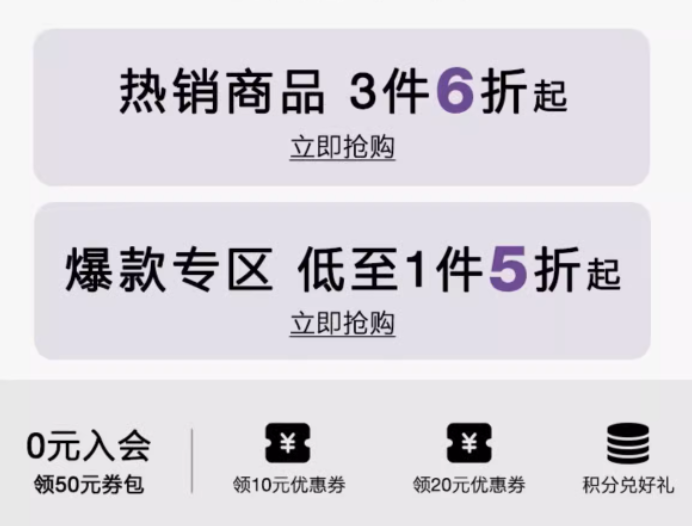 热销商品 3件6折起
立即抢购
爆款专区 低至1件5折起
立即抢购
0元入会
领50元券包
¥
领10元优惠券
¥
领20元优惠券
积分兑好礼